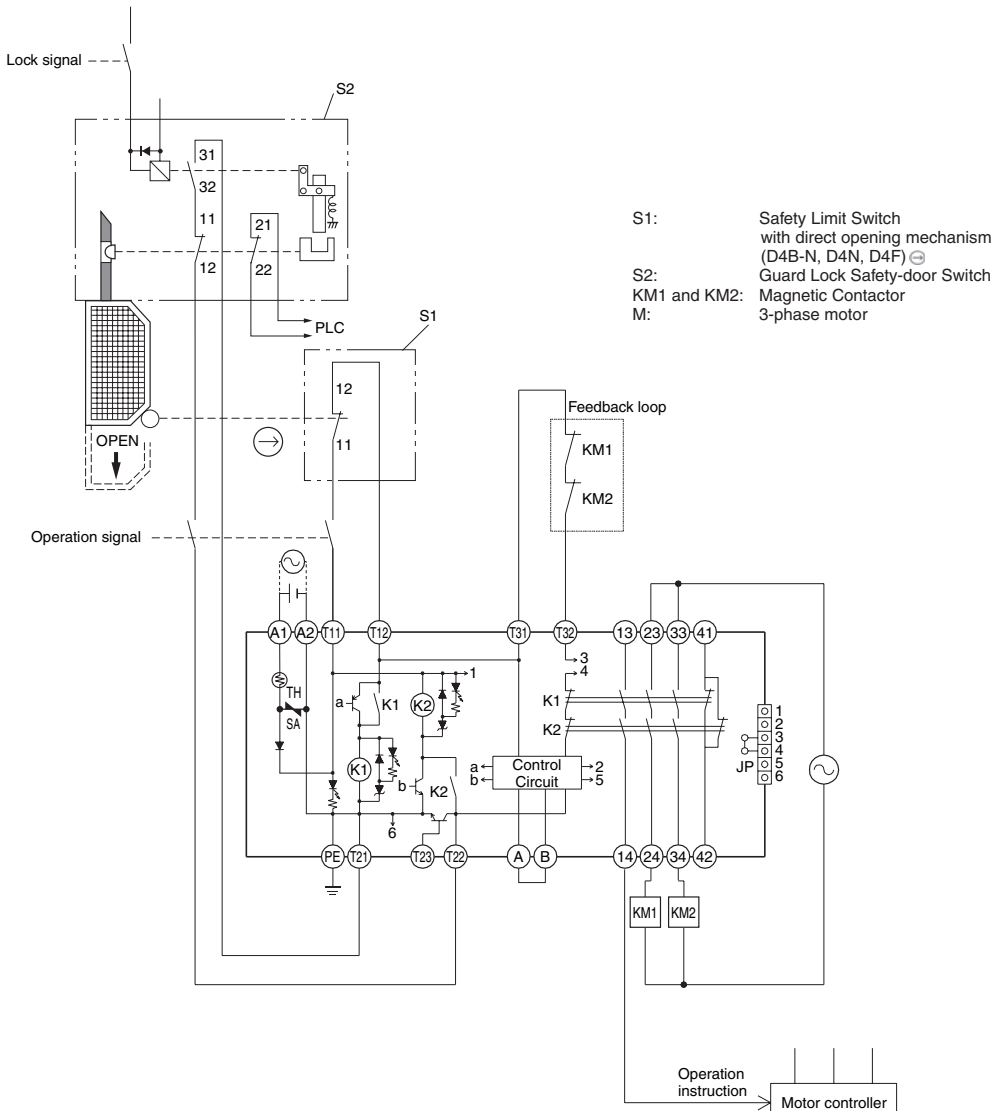 Lock signal
S2
31
32
11
12
21
22
PLC
S1
12
11
OPEN
Operation signal
S1: Safety Limit Switch
with direct opening mechanism
(D4B-N, D4N, D4F)
S2: Guard Lock Safety-door Switch
KM1 and KM2: Magnetic Contactor
M: 3-phase motor
Feedback loop
KM1
KM2
A1 A2 T11 T12 T31 T32 13 23 33 41
3
4
1
TH
SA
a
K1
K2
K1
K2
K1
b
K2
6
a
b
Control
Circuit
2
5
JP
1
2
3
4
5
6
PE T21 T23 T22 A B 14 24 34 42
KM1
KM2
Operation
instruction
Motor controller